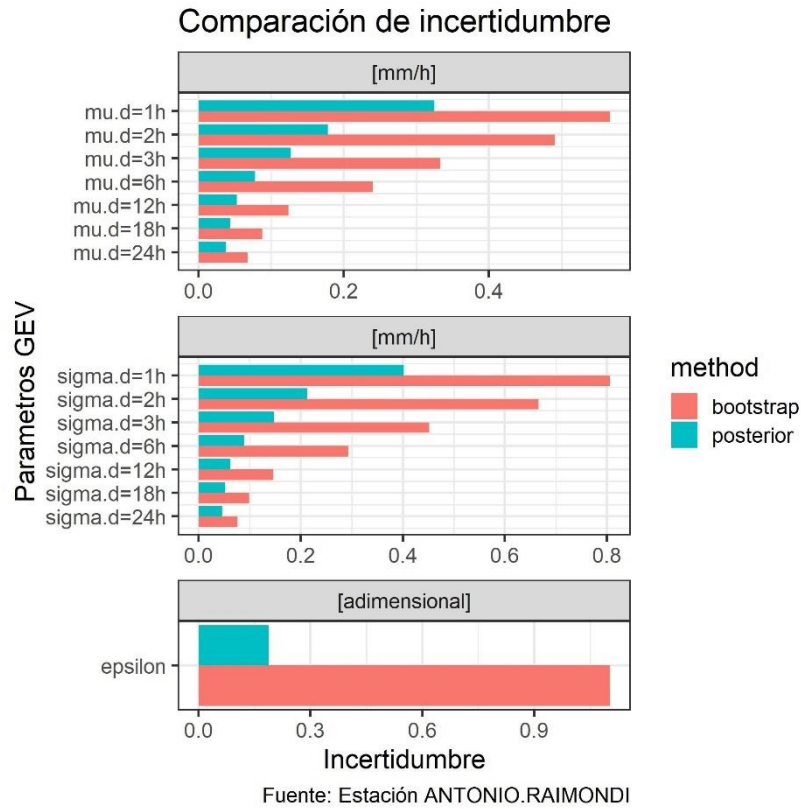 Comparación de incertidumbre
[mm/h]
mu.d=1h
mu.d=2h
mu.d=3h
mu.d=6h
mu.d=12h
mu.d=18h
mu.d=24h
0.0 0.2 0.4
[mm/h]
sigma.d=1h
sigma.d=2h
sigma.d=3h
sigma.d=6h
sigma.d=12h
sigma.d=18h
sigma.d=24h
0.0 0.2 0.4 0.6 0.8
[adimensional]
epsilon
0.0 0.3 0.6 0.9
Parametros GEV
Incertidumbre
method
bootstrap
posterior
Fuente: Estación ANTONIO.RAIMONDI